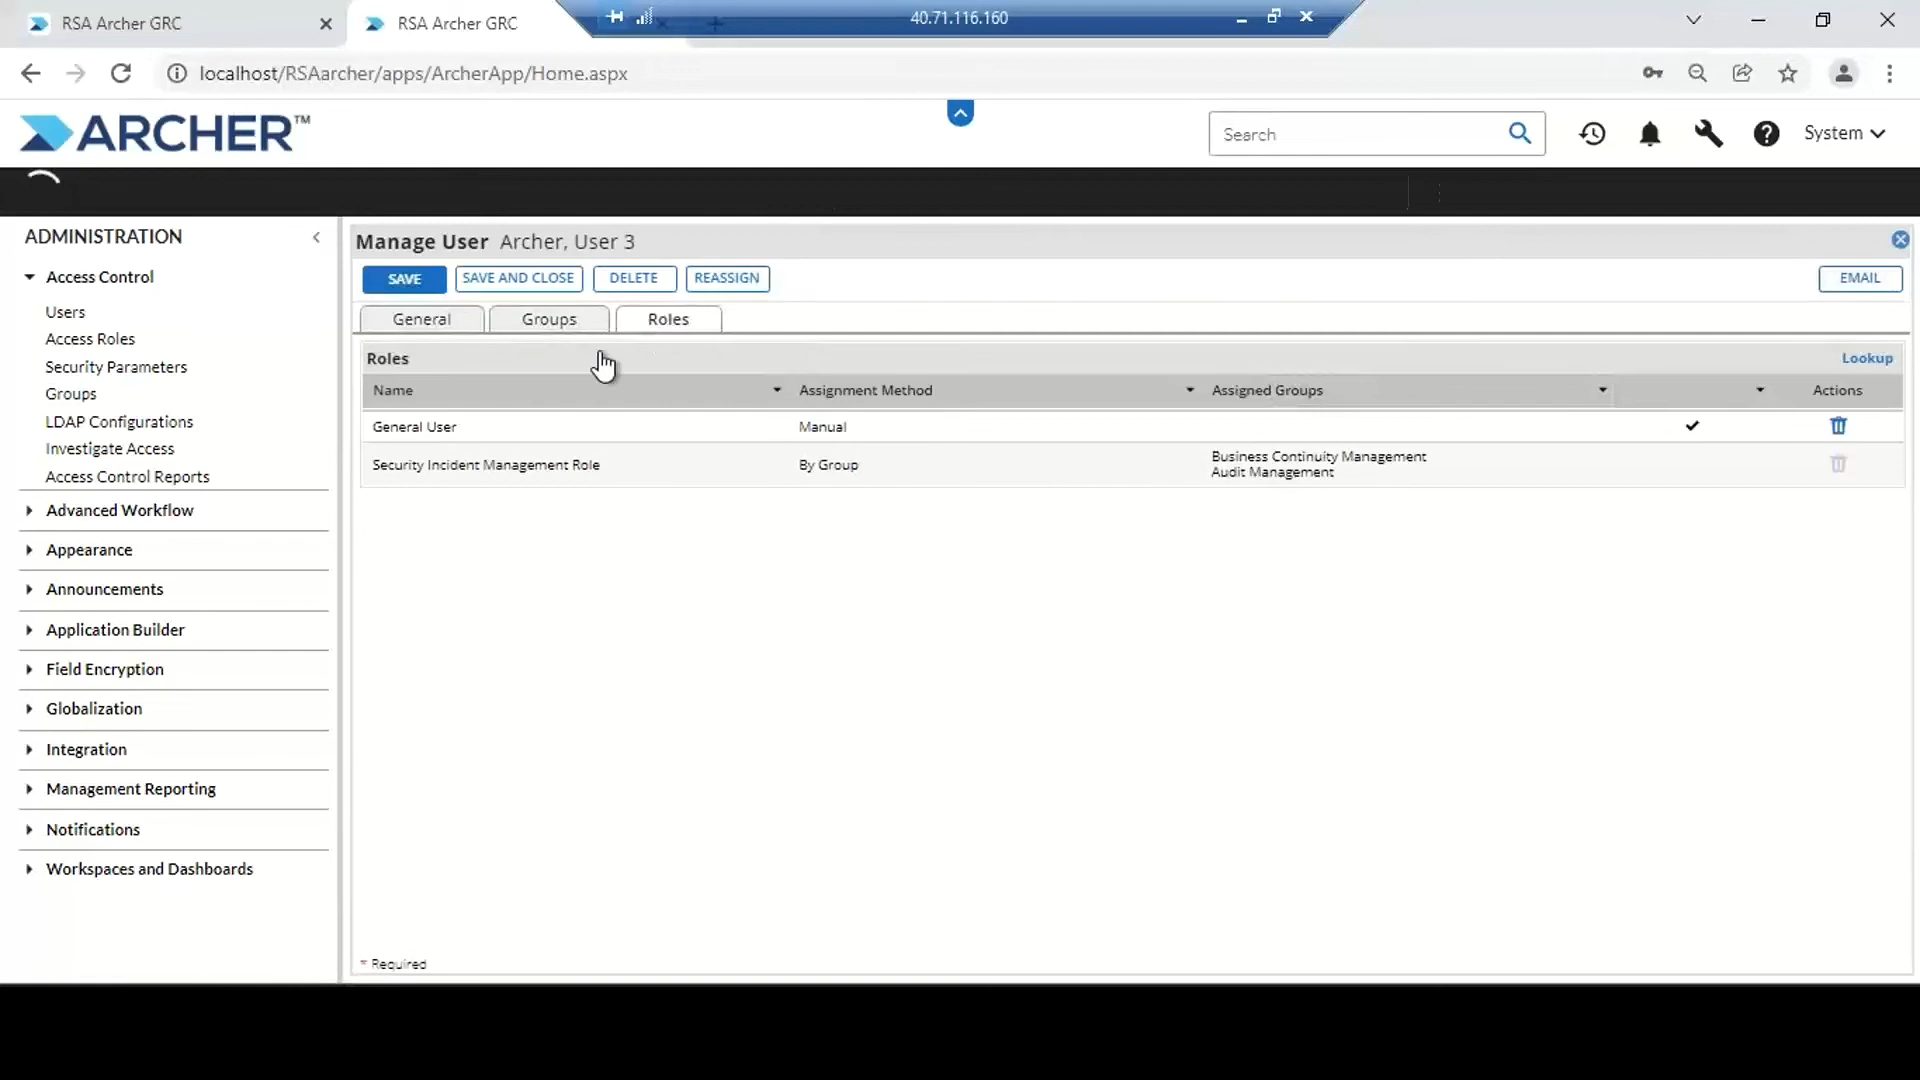 RSA Archer GRC
RSA Archer GRC
40.71.116.160
localhost/RSAarcher/apps/ArcherApp/Home.aspx
ARCHER™
Search
System
ADMINISTRATION
Access Control
Users
Access Roles
Security Parameters
Groups
LDAP Configurations
Investigate Access
Access Control Reports
Advanced Workflow
Appearance
Announcements
Application Builder
Field Encryption
Globalization
Integration
Management Reporting
Notifications
Workspaces and Dashboards
Manage User Archer, User 3
SAVE SAVE AND CLOSE DELETE REASSIGN EMAIL
General Groups Roles
Roles Lookup
Name Assignment Method Assigned Groups Actions
General User Manual
Security Incident Management Role By Group Business Continuity Management
Audit Management
* Required